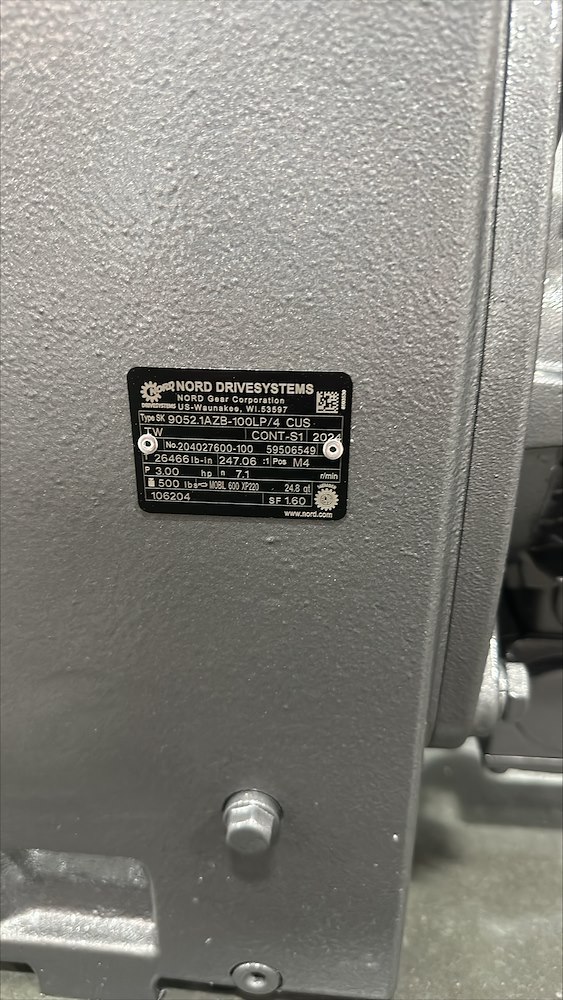 NORD NORD DRIVESYSTEMS
DRIVESYSTEMS NORD Gear Corporation
US-Waunakee, WI.53597
Type SK 9052.1AZB-100LP/4 CUS
TW CONT-S1 2024
No. 204027600-100 59506549
26466 lb-in 247.06 :1 Pos M4
P 3.00 hp n 7.1 r/min
500 lbs MOBIL 600 XP220 24.8 qt
106204 SF 1.60
www.nord.com